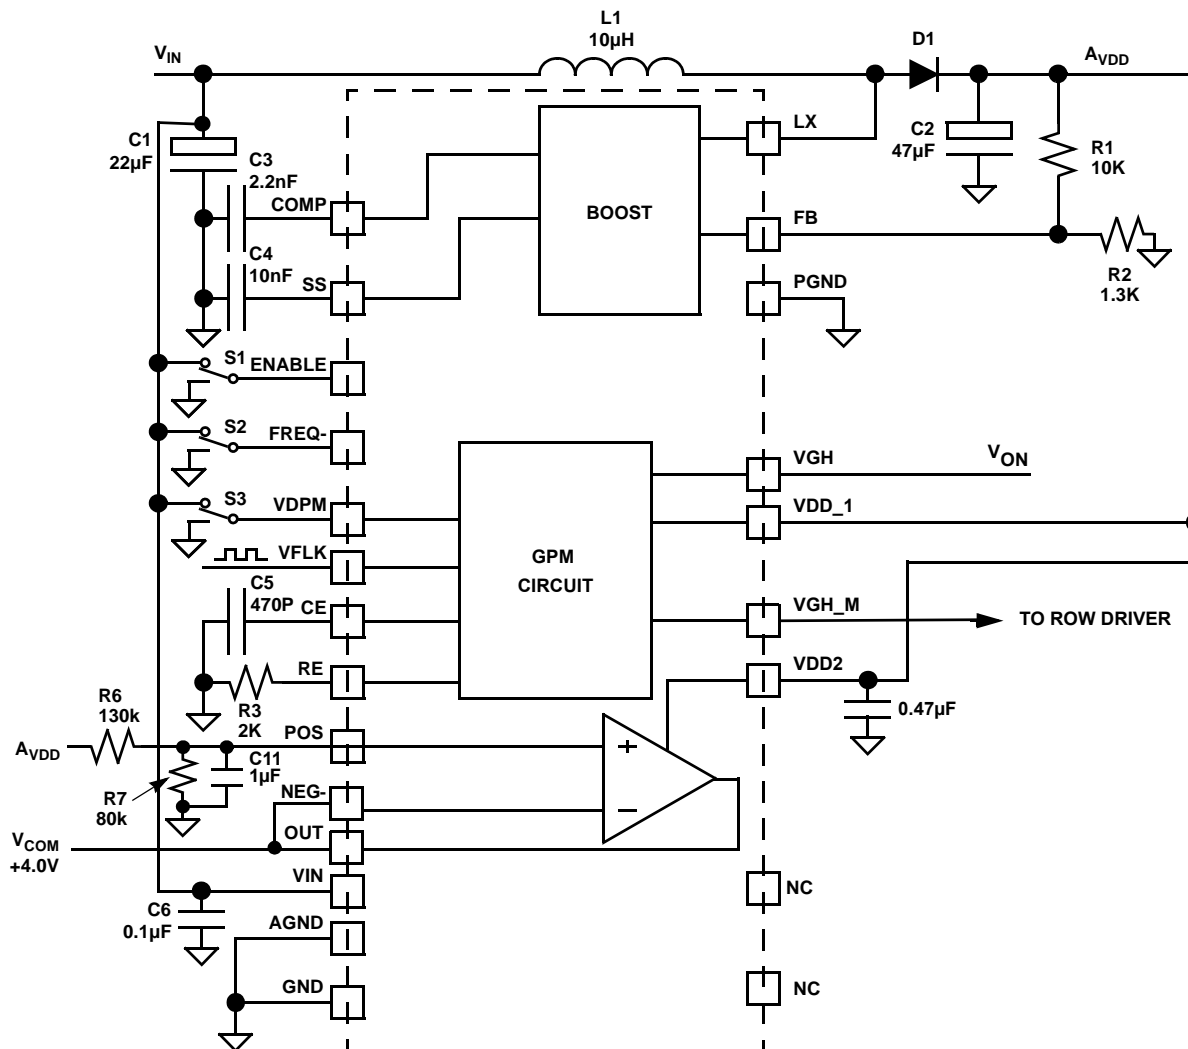 L1
10µH
VIN
D1
AVDD
C1
22µF
C3
2.2nF
COMP
C4
10nF
SS
BOOST
LX
C2
47µF
R1
10K
FB
R2
1.3K
PGND
S1
ENABLE
S2
FREQ-
S3
VDPM
VFLK
C5
470P
CE
RE
R3
2K
GPM
CIRCUIT
VGH
VON
VDD_1
VGH_M
TO ROW DRIVER
VDD2
0.47µF
R6
130k
AVDD
POS
C11
1µF
R7
80k
NEG-
+
−
OUT
VCOM
+4.0V
VIN
C6
0.1µF
AGND
GND
NC
NC